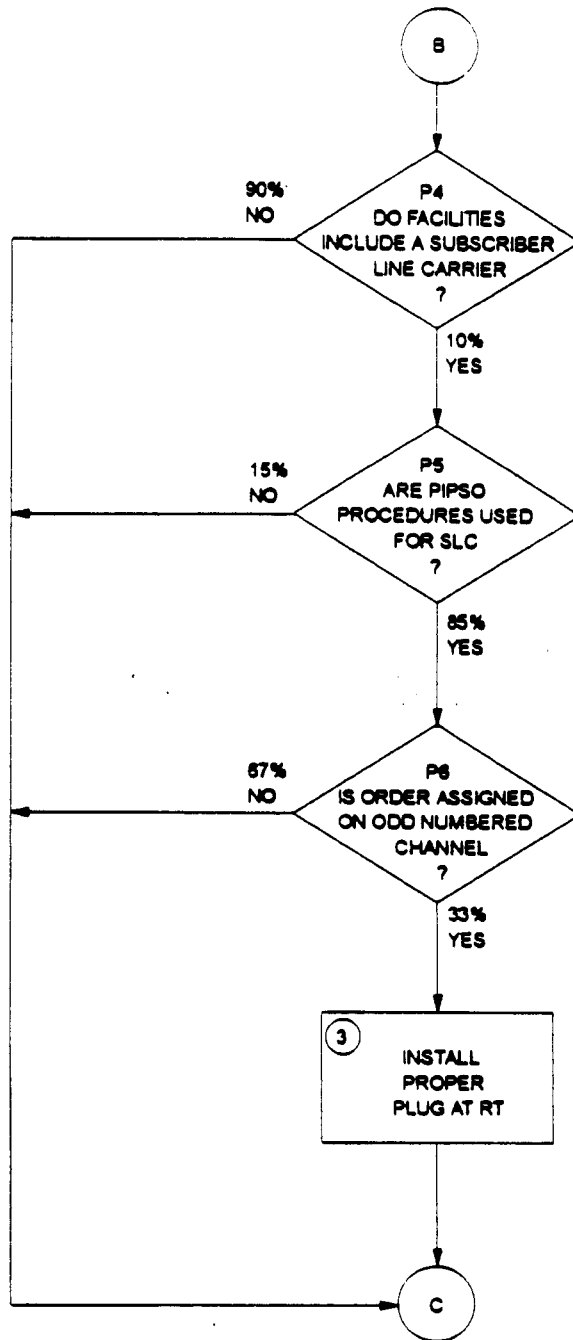 B
90%
NO
P4
DO FACILITIES
INCLUDE A SUBSCRIBER
LINE CARRIER
?
10%
YES
15%
NO
P5
ARE PIPSO
PROCEDURES USED
FOR SLC
?
85%
YES
67%
NO
P6
IS ORDER ASSIGNED
ON ODD NUMBERED
CHANNEL
?
33%
YES
3
INSTALL
PROPER
PLUG AT RT
C